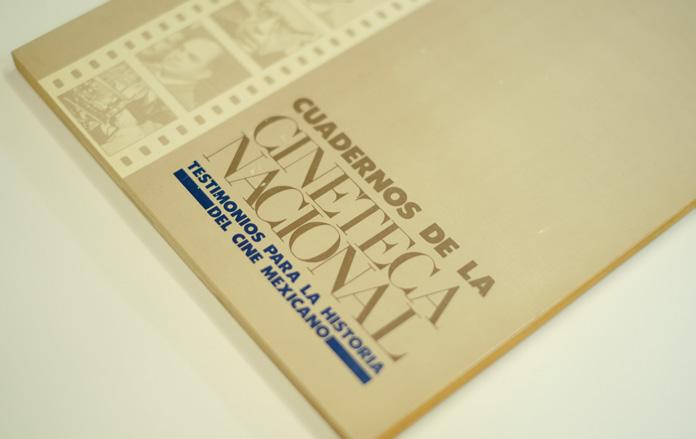 CUADERNOS DE LA
CINETECA
NACIONAL
TESTIMONIOS PARA LA HISTORIA
DEL CINE MEXICANO